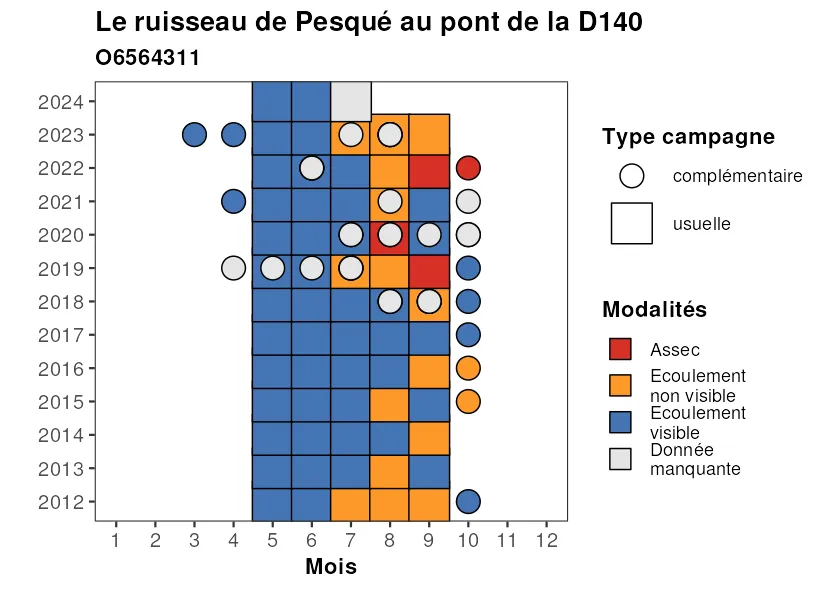 Le ruisseau de Pesqué au pont de la D140
O6564311
2024
2023
2022
2021
2020
2019
2018
2017
2016
2015
2014
2013
2012
1 2 3 4 5 6 7 8 9 10 11 12
Mois
Type campagne
complémentaire
usuelle
Modalités
Assec
Ecoulement
non visible
Ecoulement
visible
Donnée
manquante